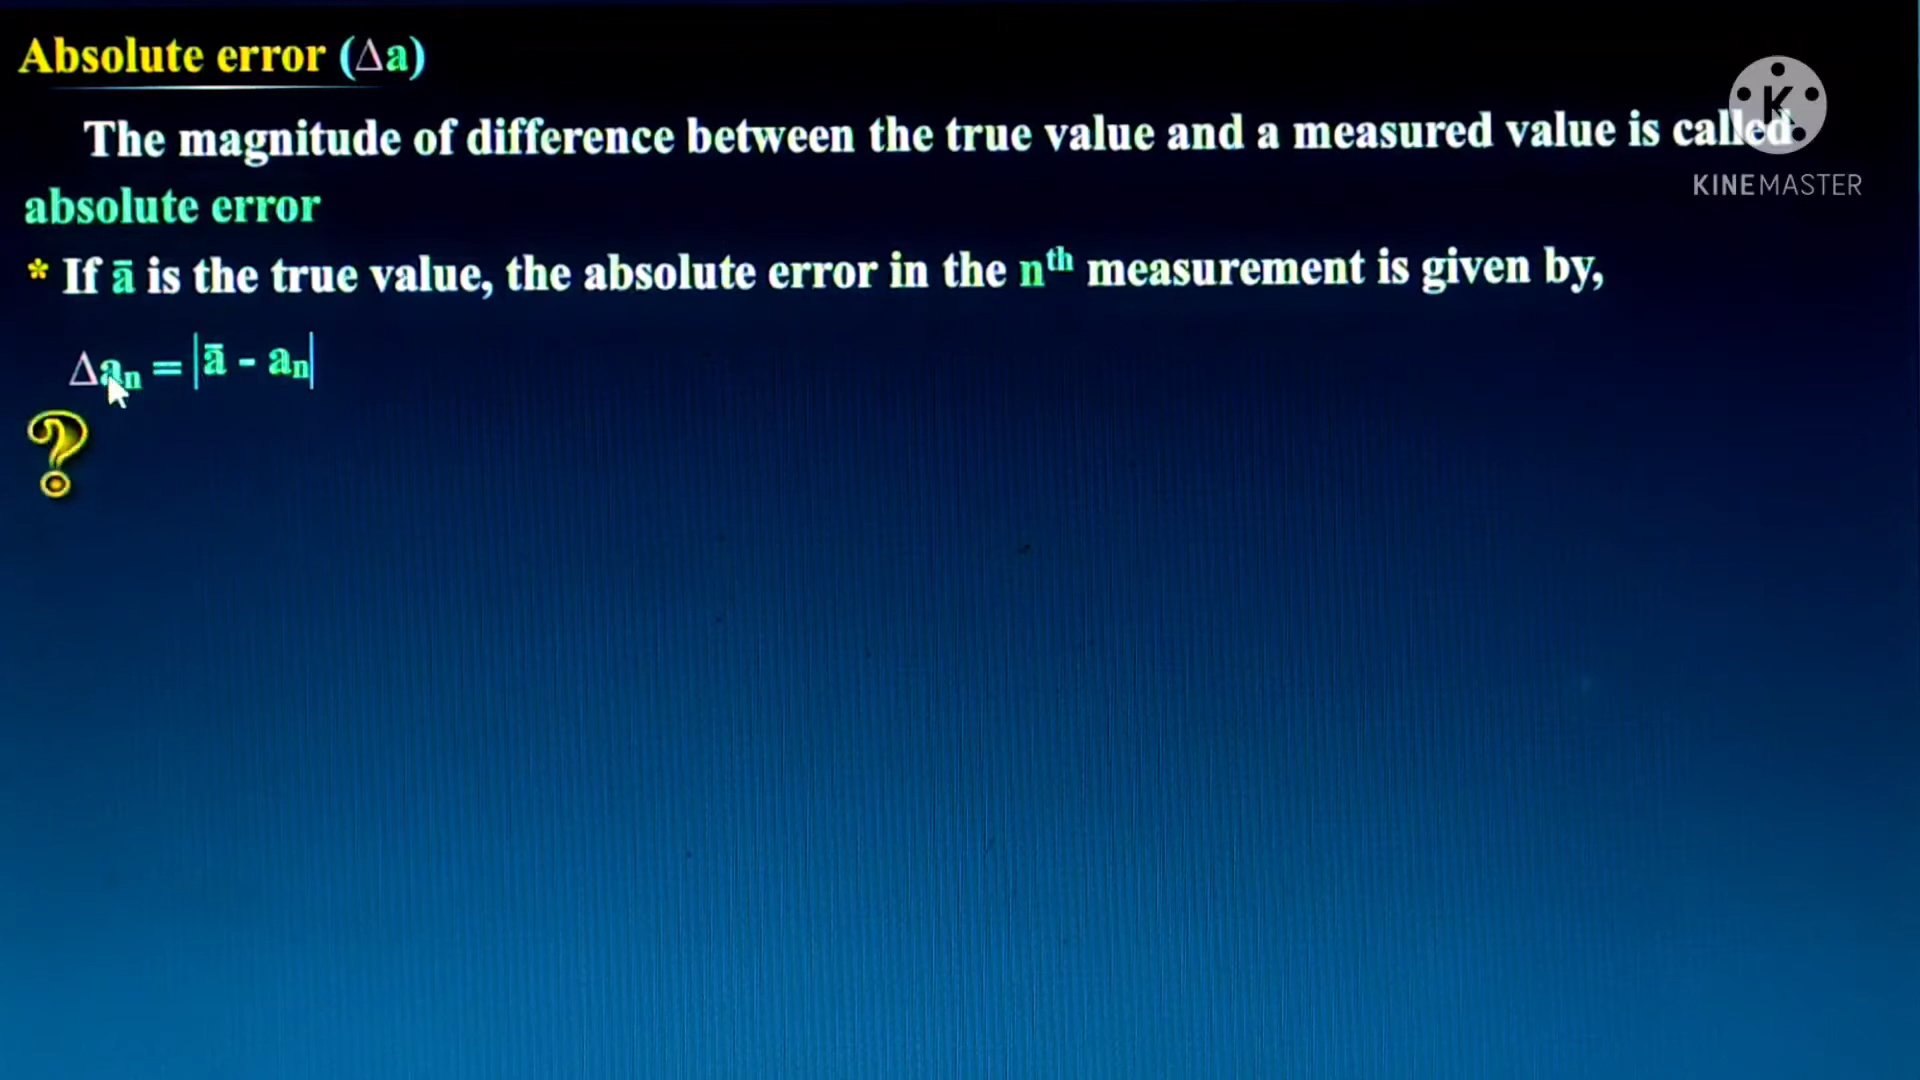 Absolute error (Δa)
The magnitude of difference between the true value and a measured value is called
absolute error
* If ā is the true value, the absolute error in the nᵗʰ measurement is given by,
Δaₙ = |ā - aₙ|
?
K
KINEMASTER